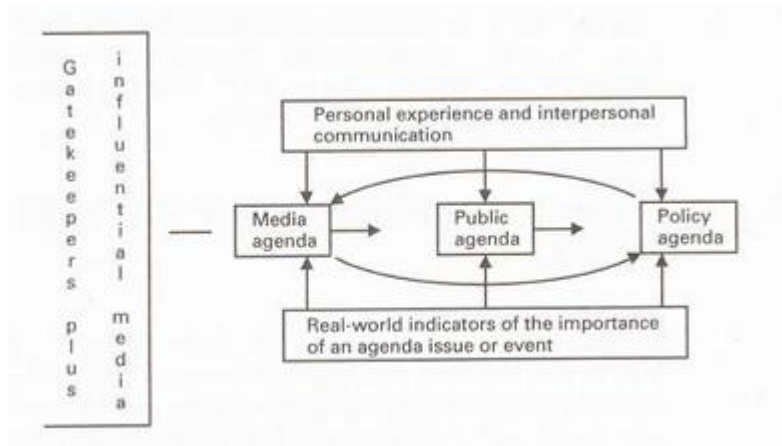 Gatekeepers plus
influential media
Personal experience and interpersonal
communication
Media
agenda
Public
agenda
Policy
agenda
Real-world indicators of the importance
of an agenda issue or event